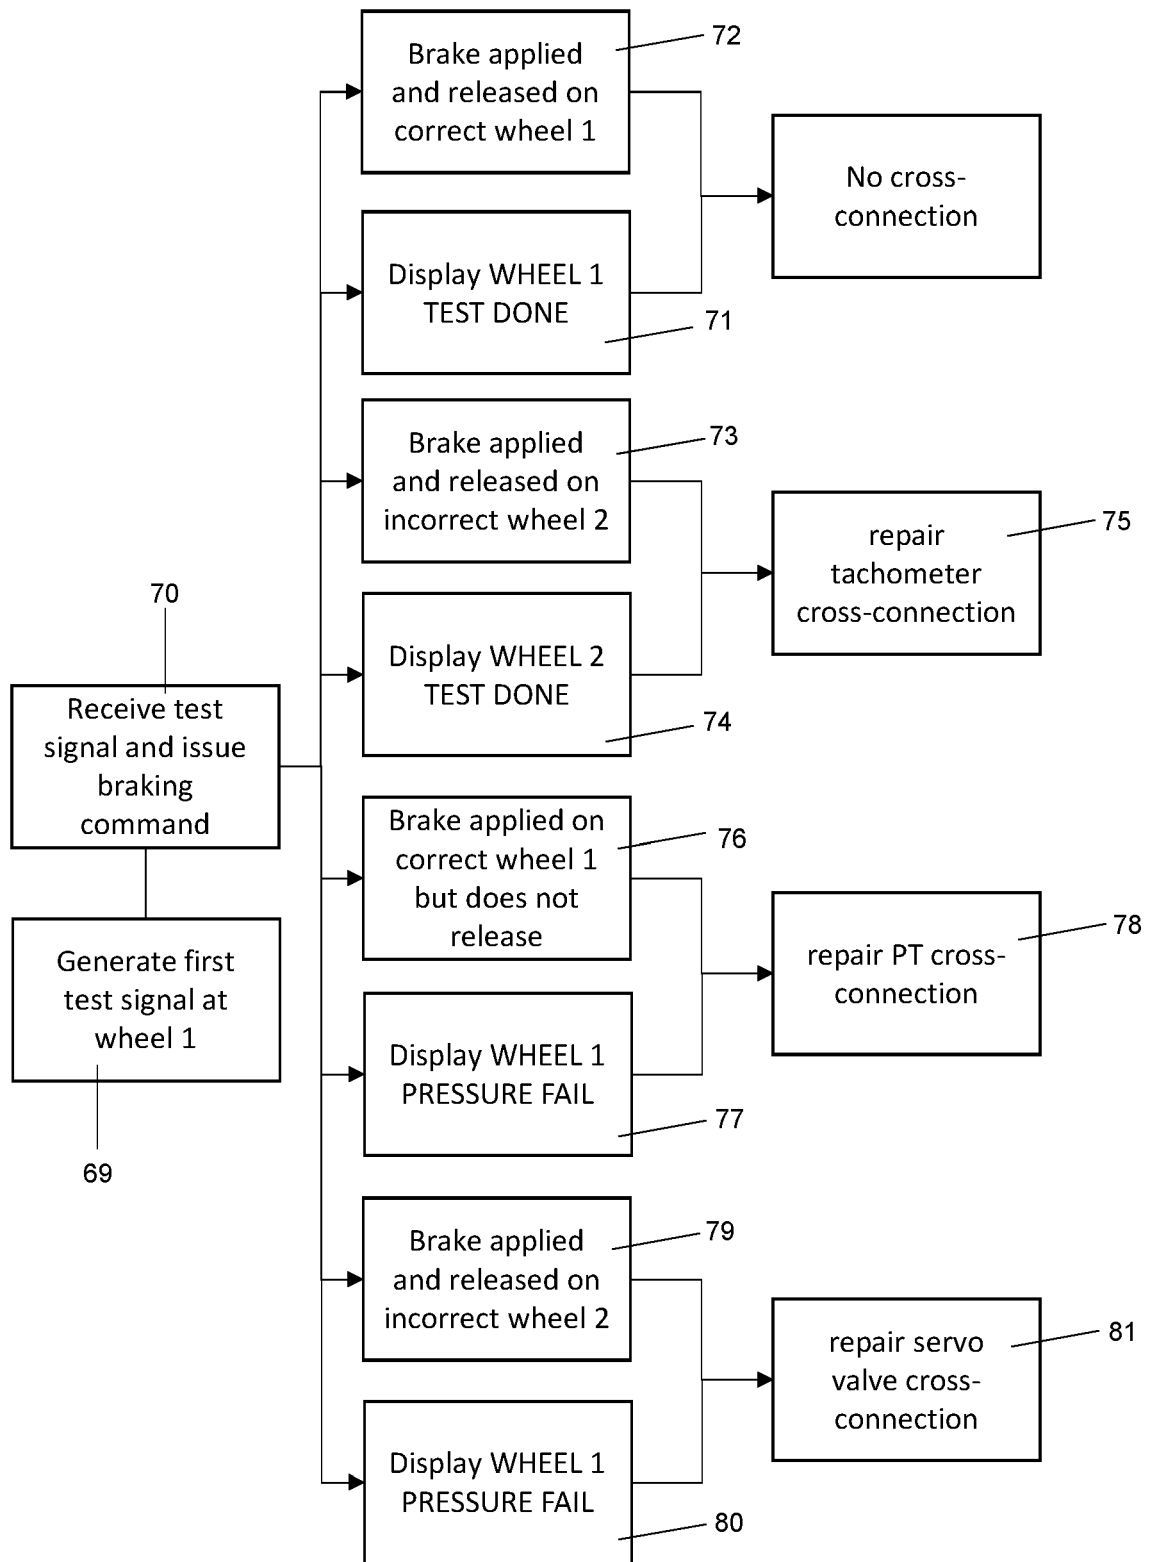 72
Brake applied
and released on
correct wheel 1
No cross-
connection
Display WHEEL 1
TEST DONE
71
73
Brake applied
and released on
incorrect wheel 2
75
repair
tachometer
cross-connection
70
Display WHEEL 2
TEST DONE
74
Receive test
signal and issue
braking
command
76
Brake applied on
correct wheel 1
but does not
release
78
repair PT cross-
connection
Generate first
test signal at
wheel 1
69
Display WHEEL 1
PRESSURE FAIL
77
79
Brake applied
and released on
incorrect wheel 2
81
repair servo
valve cross-
connection
Display WHEEL 1
PRESSURE FAIL
80